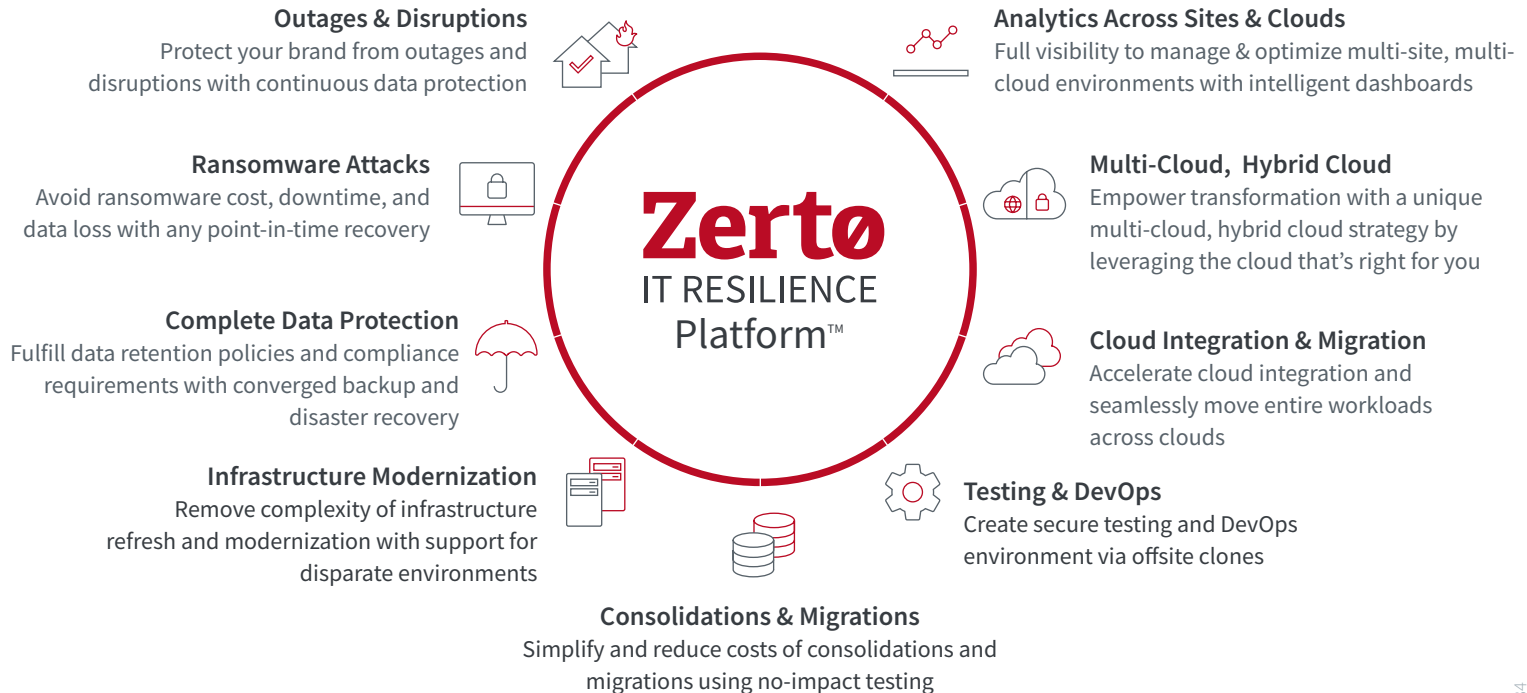 Outages & Disruptions
Protect your brand from outages and
disruptions with continuous data protection
Ransomware Attacks
Avoid ransomware cost, downtime, and
data loss with any point-in-time recovery
Complete Data Protection
Fulfill data retention policies and compliance
requirements with converged backup and
disaster recovery
Infrastructure Modernization
Remove complexity of infrastructure
refresh and modernization with support for
disparate environments
Zertø
IT RESILIENCE
Platform™
Analytics Across Sites & Clouds
Full visibility to manage & optimize multi-site, multi-
cloud environments with intelligent dashboards
Multi-Cloud, Hybrid Cloud
Empower transformation with a unique
multi-cloud, hybrid cloud strategy by
leveraging the cloud that’s right for you
Cloud Integration & Migration
Accelerate cloud integration and
seamlessly move entire workloads
across clouds
Testing & DevOps
Create secure testing and DevOps
environment via offsite clones
Consolidations & Migrations
Simplify and reduce costs of consolidations and
migrations using no-impact testing